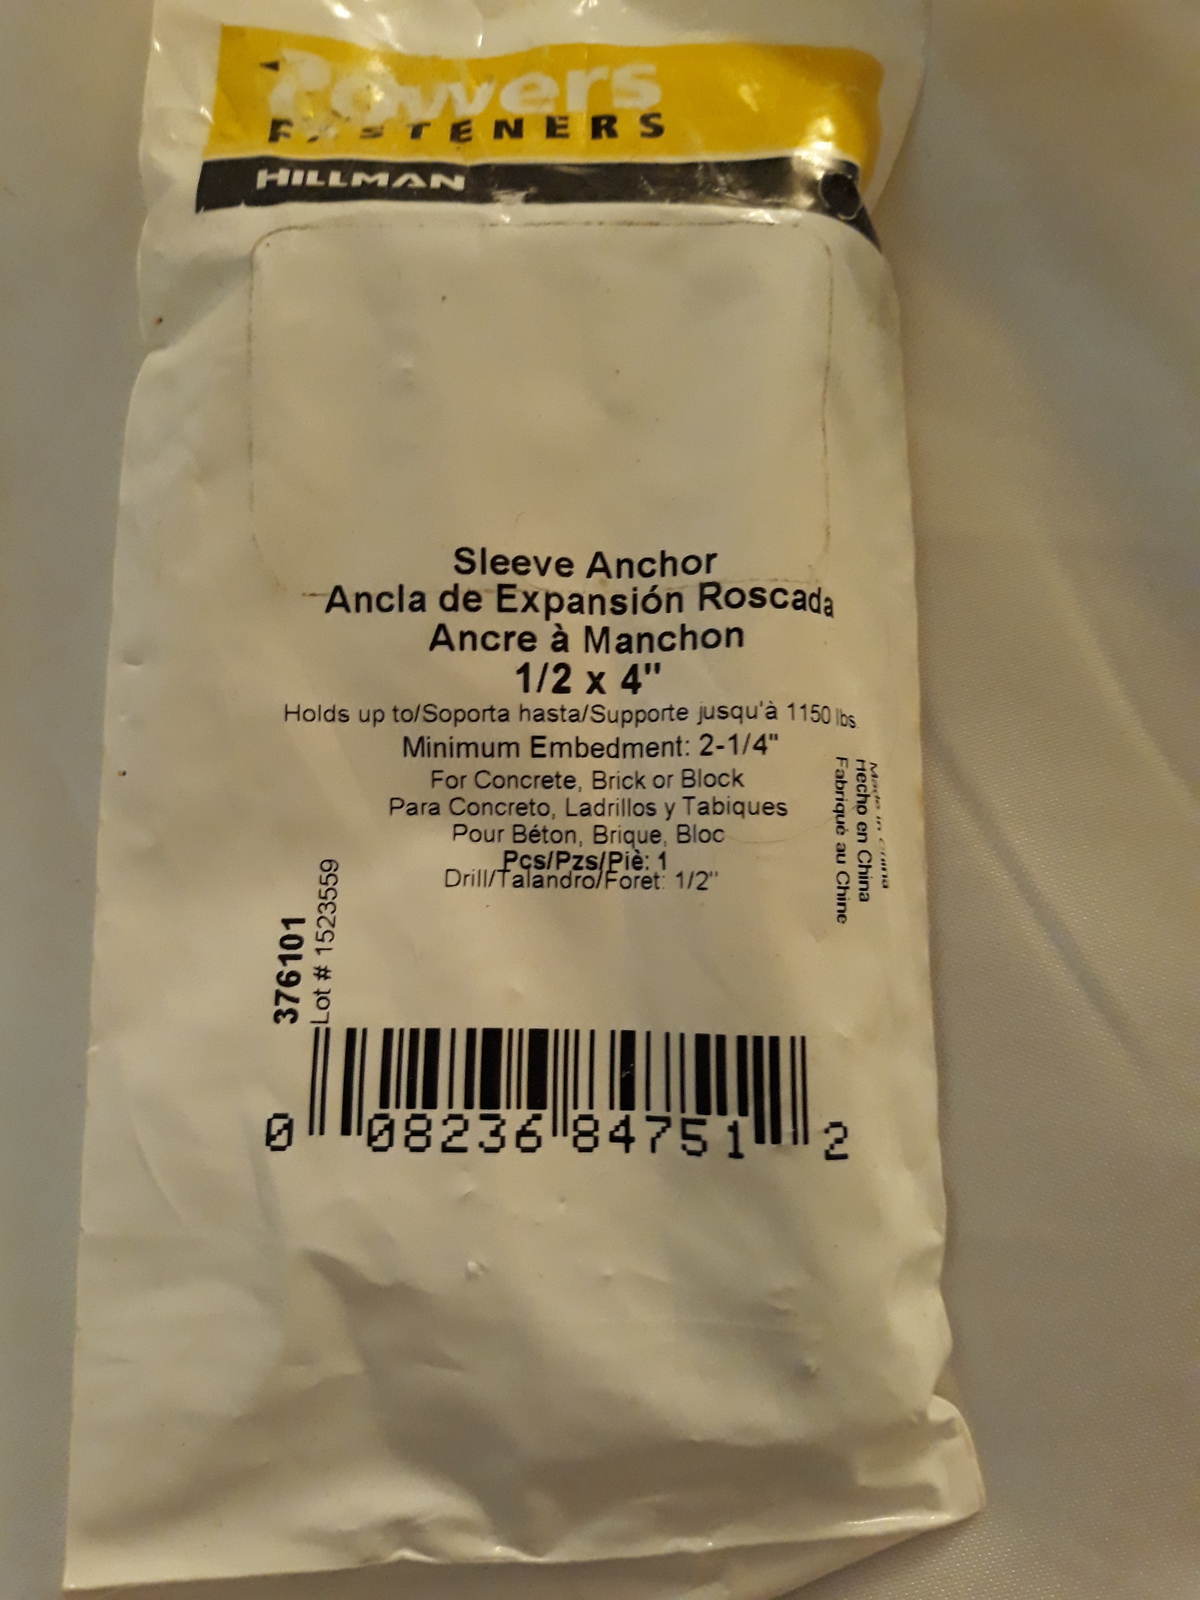 Powers
FASTENERS
HILLMAN
Sleeve Anchor
Ancla de Expansión Roscada
Ancre à Manchon
1/2 x 4"
Holds up to/Soporta hasta/Supporte jusqu'à 1150 lbs
Minimum Embedment: 2-1/4"
For Concrete, Brick or Block
Para Concreto, Ladrillos y Tabiques
Pour Béton, Brique, Bloc
Pcs/Pzs/Piè: 1
Drill/Talandro/Foret: 1/2"
Made in China
Hecho en China
Fabriqué au Chine
376101
Lot # 1523559
0 08236 84751 2